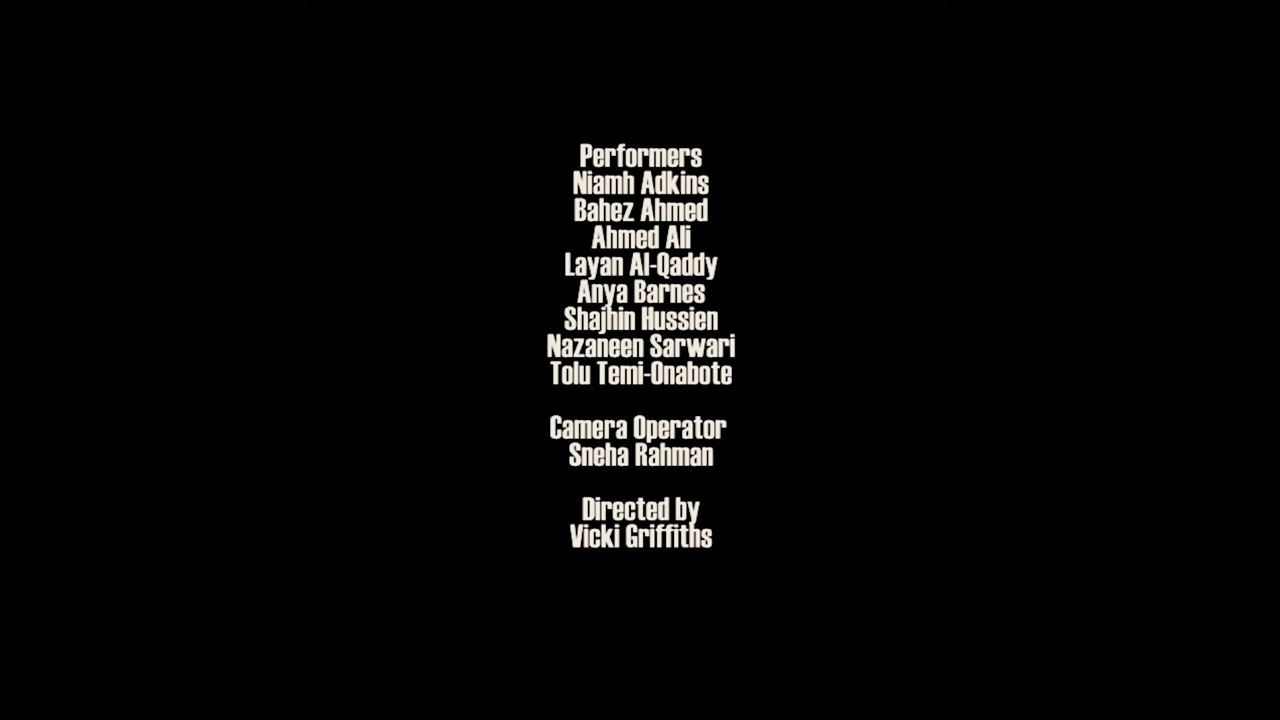 Performers
Niamh Adkins
Bahez Ahmed
Ahmed Ali
Layan Al-Qaddy
Anya Barnes
Shajhin Hussien
Nazaneen Sarwari
Tolu Temi-Onabote
Camera Operator
Sneha Rahman
Directed by
Vicki Griffiths